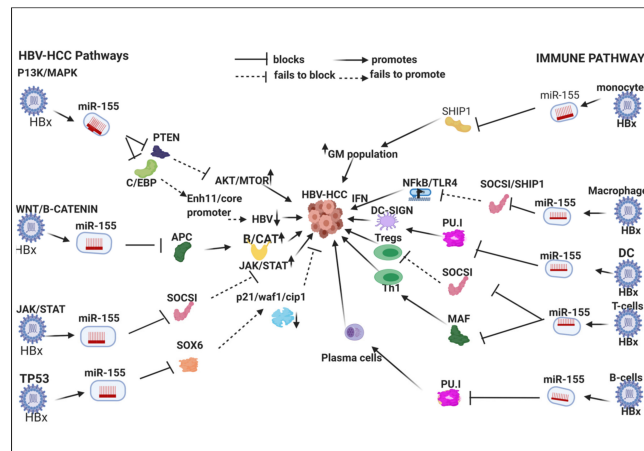 HBV-HCC Pathways
IMMUNE PATHWAY
blocks
promotes
fails to block
fails to promote
P13K/MAPK
HBx
miR-155
PTEN
C/EBP
AKT/MTOR
Enh11/core
promoter
HBV
WNT/B-CATENIN
HBx
miR-155
APC
B/CAT
JAK/STAT
JAK/STAT
HBx
miR-155
SOCSI
p21/waf1/cip1
TP53
HBx
miR-155
SOX6
HBV-HCC
monocyte
HBx
miR-155
SHIP1
GM population
IFN
NFkB/TLR4
SOCSI/SHIP1
Macrophage
miR-155
HBx
DC-SIGN
PU.I
DC
miR-155
HBx
Tregs
SOCSI
Th1
T-cells
miR-155
HBx
MAF
Plasma cells
PU.I
B-cells
miR-155
HBx